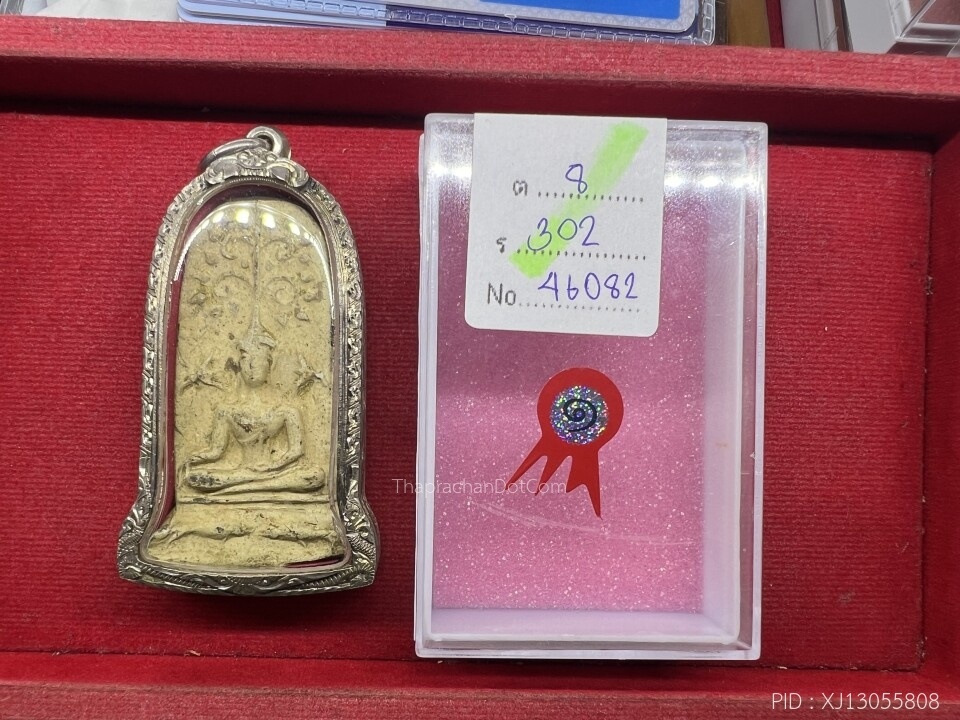 ต 8
ร 302
No 46082
ThaprachanDotCom
PID : XJ13055808